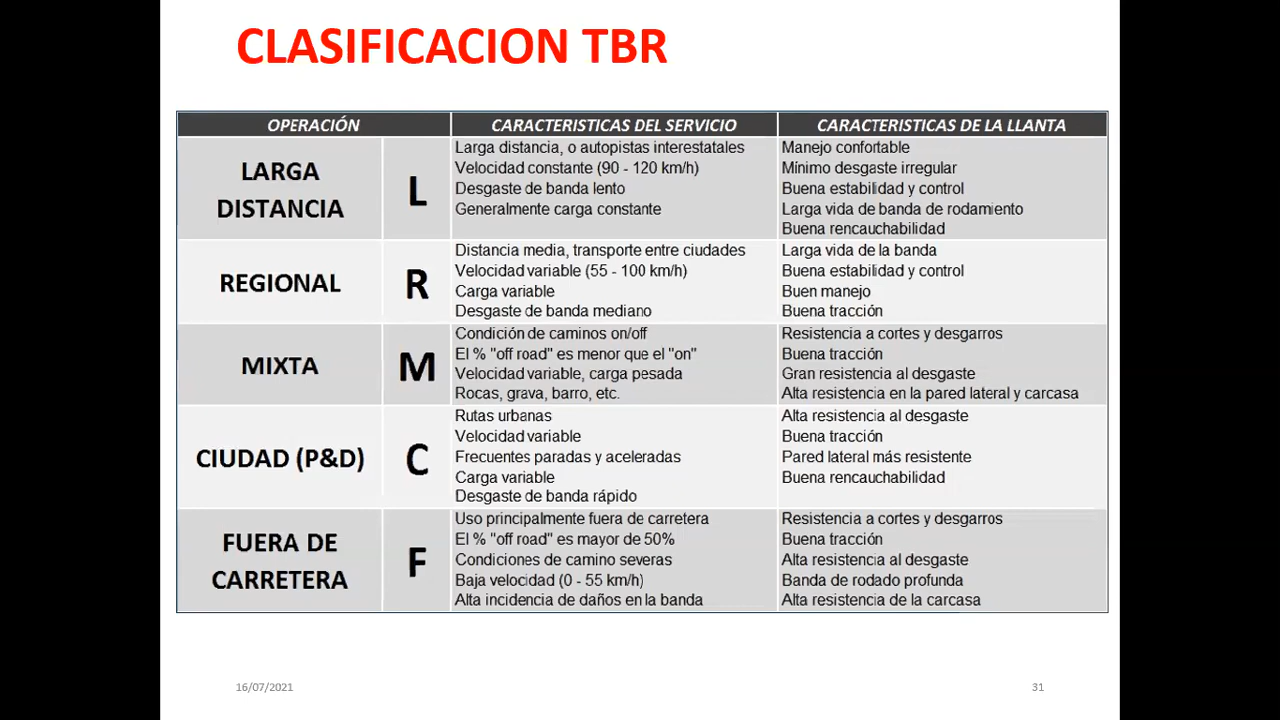 CLASIFICACION TBR
OPERACIÓN CARACTERISTICAS DEL SERVICIO CARACTERISTICAS DE LA LLANTA
LARGA
DISTANCIA
L
Larga distancia, o autopistas interestatales
Velocidad constante (90 - 120 km/h)
Desgaste de banda lento
Generalmente carga constante
Manejo confortable
Mínimo desgaste irregular
Buena estabilidad y control
Larga vida de banda de rodamiento
Buena rencauchabilidad
REGIONAL
R
Distancia media, transporte entre ciudades
Velocidad variable (55 - 100 km/h)
Carga variable
Desgaste de banda mediano
Larga vida de la banda
Buena estabilidad y control
Buen manejo
Buena tracción
MIXTA
M
Condición de caminos on/off
El % "off road" es menor que el "on"
Velocidad variable, carga pesada
Rocas, grava, barro, etc.
Resistencia a cortes y desgarros
Buena tracción
Gran resistencia al desgaste
Alta resistencia en la pared lateral y carcasa
CIUDAD (P&D)
C
Rutas urbanas
Velocidad variable
Frecuentes paradas y aceleradas
Carga variable
Desgaste de banda rápido
Alta resistencia al desgaste
Buena tracción
Pared lateral más resistente
Buena rencauchabilidad
FUERA DE
CARRETERA
F
Uso principalmente fuera de carretera
El % "off road" es mayor de 50%
Condiciones de camino severas
Baja velocidad (0 - 55 km/h)
Alta incidencia de daños en la banda
Resistencia a cortes y desgarros
Buena tracción
Alta resistencia al desgaste
Banda de rodado profunda
Alta resistencia de la carcasa
16/07/2021
31